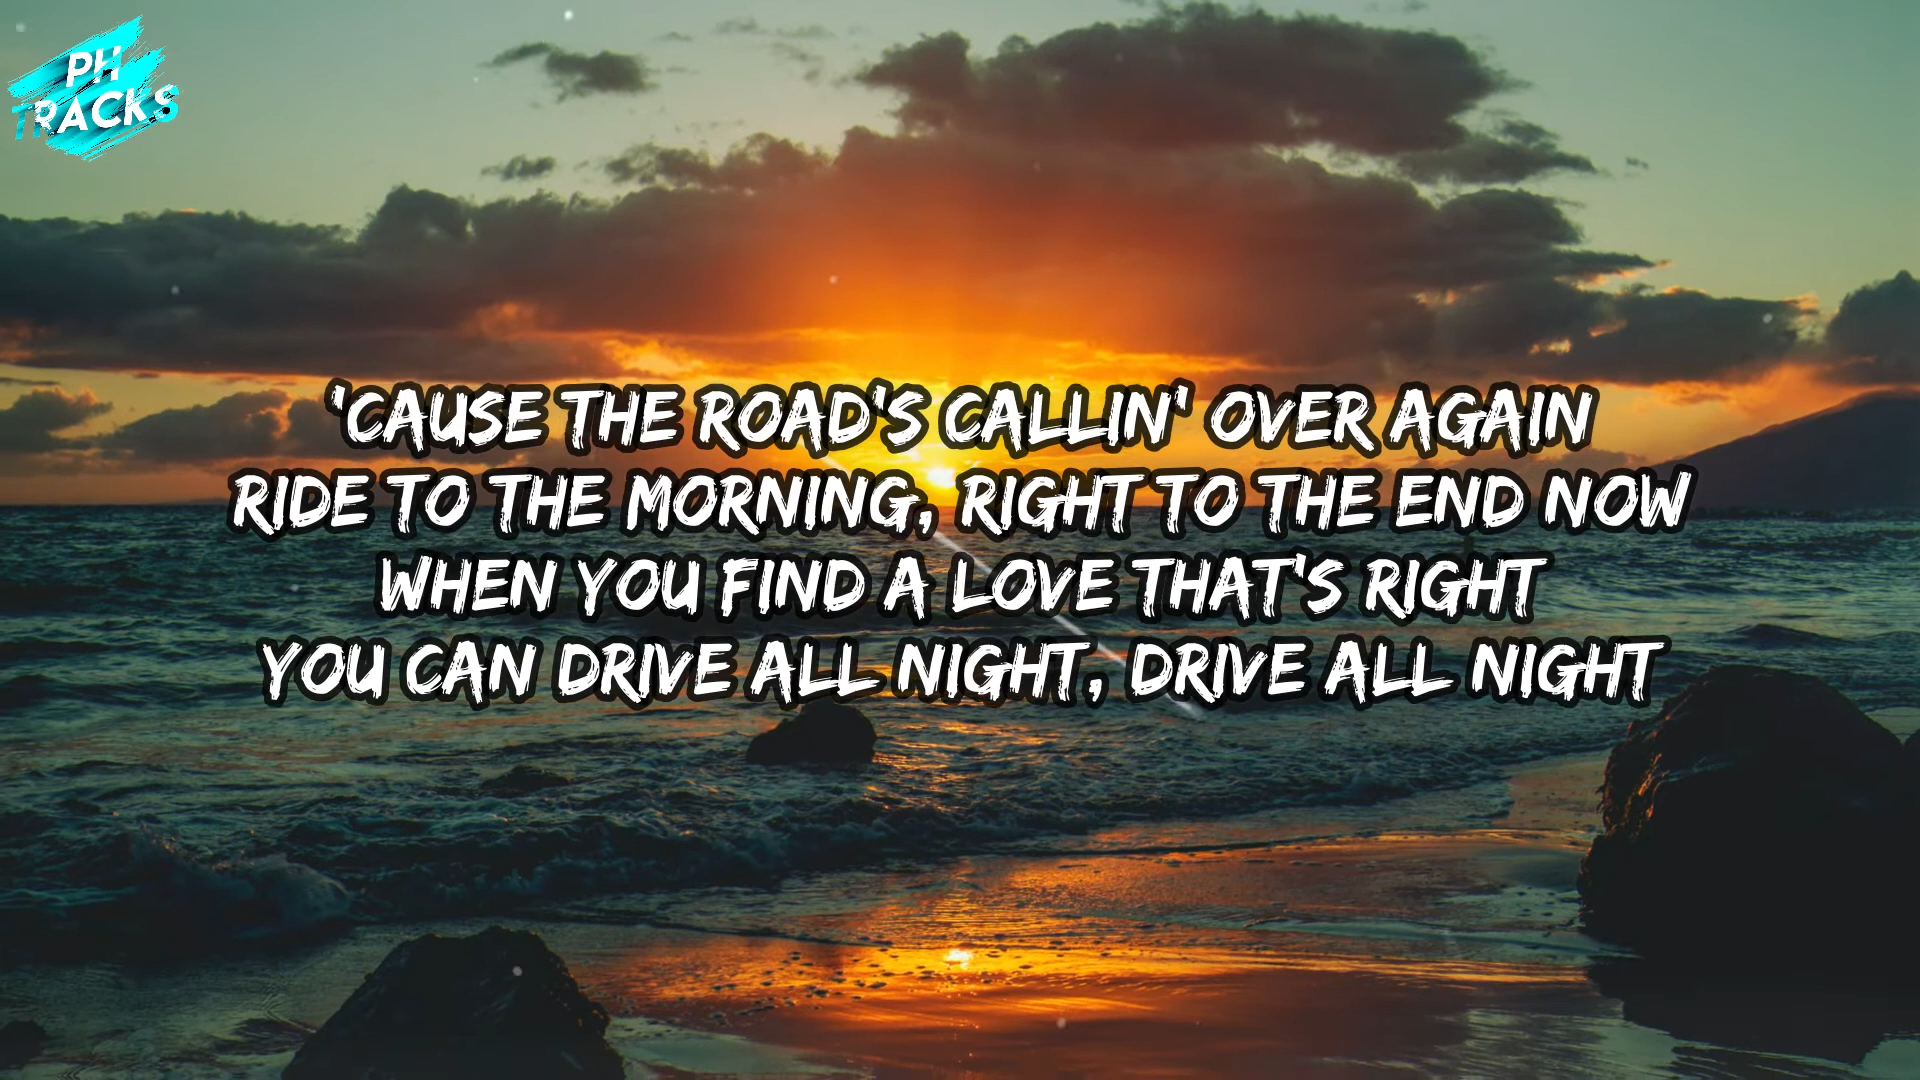 PH
TRACKS
'CAUSE THE ROAD'S CALLIN' OVER AGAIN
RIDE TO THE MORNING, RIGHT TO THE END NOW
WHEN YOU FIND A LOVE THAT'S RIGHT
YOU CAN DRIVE ALL NIGHT, DRIVE ALL NIGHT